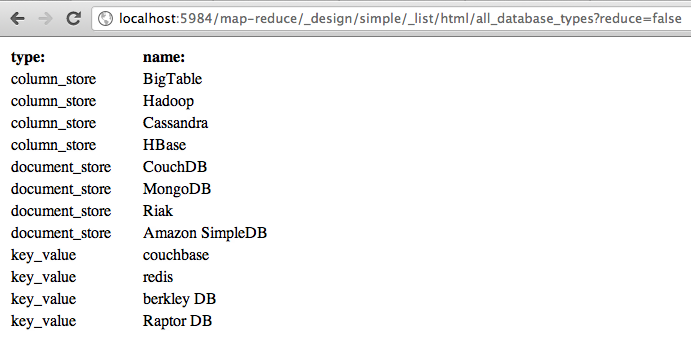 localhost:5984/map-reduce/_design/simple/_list/html/all_database_types?reduce=false
type: name:
column_store BigTable
column_store Hadoop
column_store Cassandra
column_store HBase
document_store CouchDB
document_store MongoDB
document_store Riak
document_store Amazon SimpleDB
key_value couchbase
key_value redis
key_value berkley DB
key_value Raptor DB